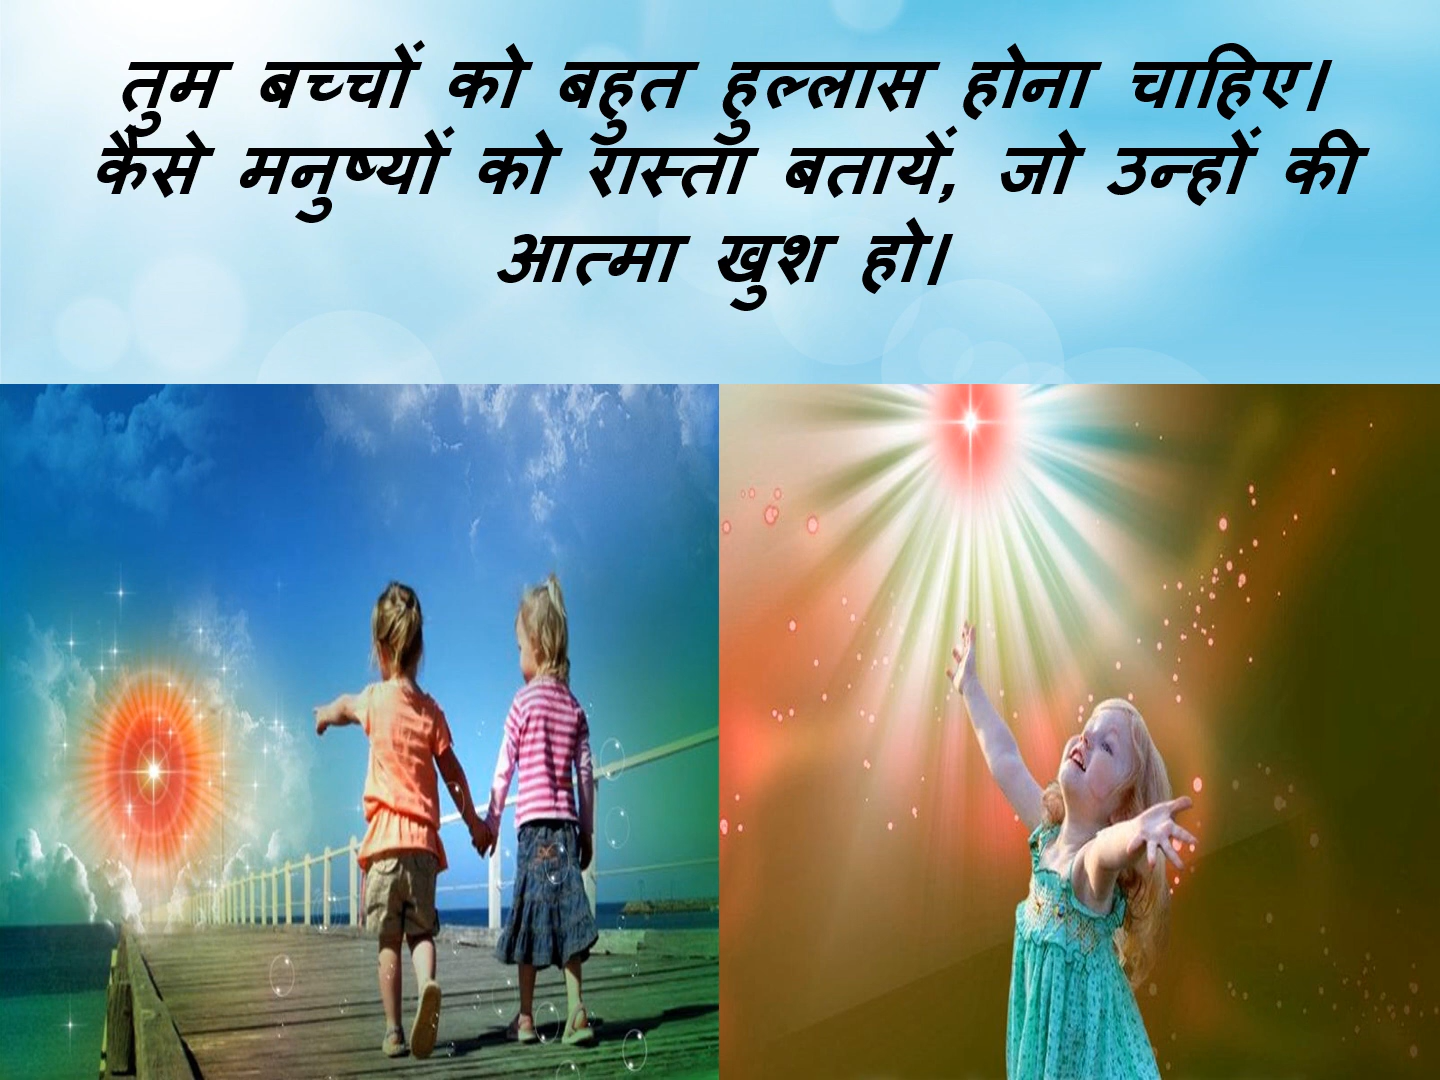 तुम बच्चों को बहुत हुल्लास होना चाहिए।
कैसे मनुष्यों को रास्ता बतायें, जो उन्हों की
आत्मा खुश हो।